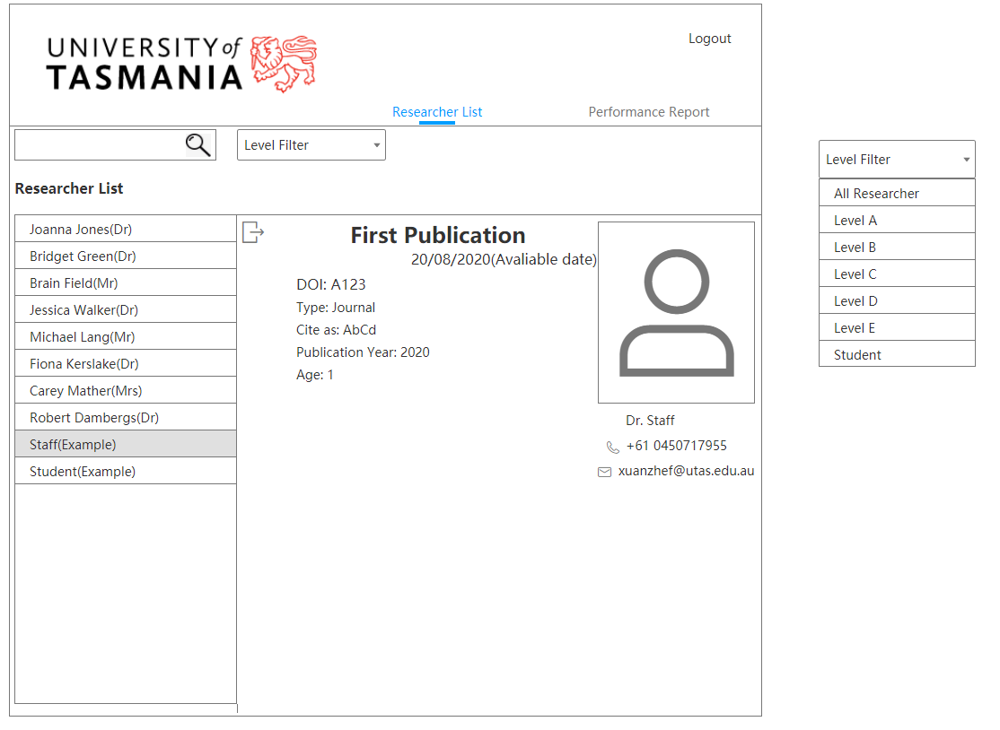 UNIVERSITY of
TASMANIA
Logout
Researcher List
Performance Report
Level Filter
Researcher List
Joanna Jones(Dr)
Bridget Green(Dr)
Brain Field(Mr)
Jessica Walker(Dr)
Michael Lang(Mr)
Fiona Kerslake(Dr)
Carey Mather(Mrs)
Robert Dambergs(Dr)
Staff(Example)
Student(Example)
First Publication
20/08/2020(Avaliable date)
DOI: A123
Type: Journal
Cite as: AbCd
Publication Year: 2020
Age: 1
Dr. Staff
+61 0450717955
xuanzhef@utas.edu.au
Level Filter
All Researcher
Level A
Level B
Level C
Level D
Level E
Student